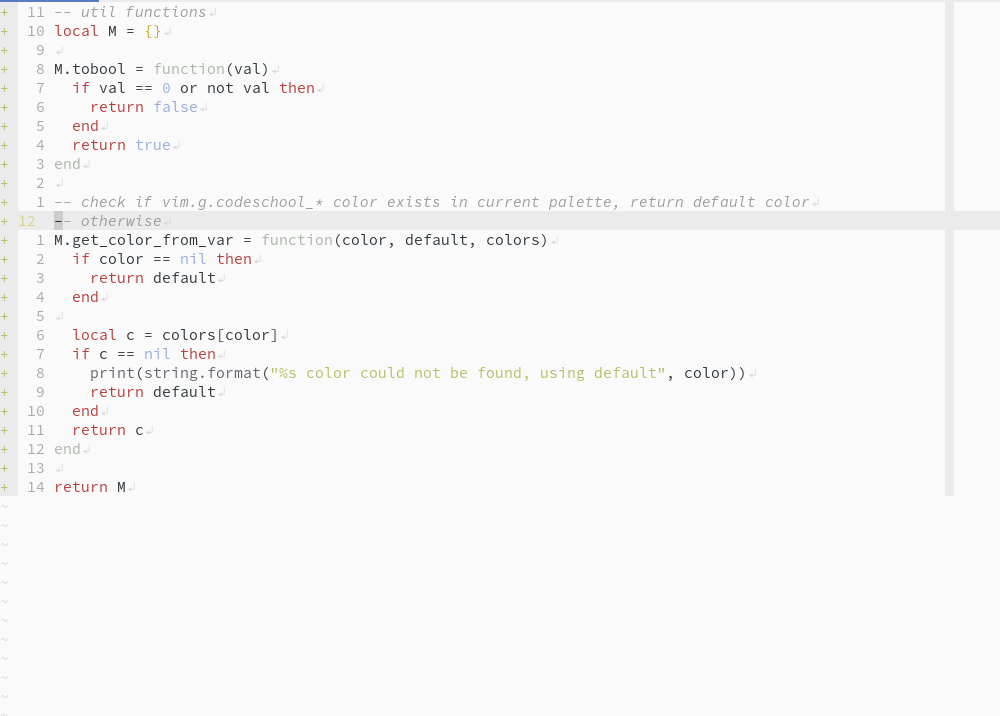 + 11 -- util functions↲
+ 10 local M = {}↲
+ 9 ↲
+ 8 M.tobool = function(val)↲
+ 7   if val == 0 or not val then↲
+ 6     return false↲
+ 5   end↲
+ 4   return true↲
+ 3 end↲
+ 2 ↲
+ 1 -- check if vim.g.codeschool_* color exists in current palette, return default color↲
+ 12 -- otherwise↲
+ 1 M.get_color_from_var = function(color, default, colors)↲
+ 2   if color == nil then↲
+ 3     return default↲
+ 4   end↲
+ 5 ↲
+ 6   local c = colors[color]↲
+ 7   if c == nil then↲
+ 8     print(string.format("%s color could not be found, using default", color))↲
+ 9     return default↲
+ 10   end↲
+ 11   return c↲
+ 12 end↲
+ 13 ↲
+ 14 return M↲
~
~
~
~
~
~
~
~
~
~
~
~